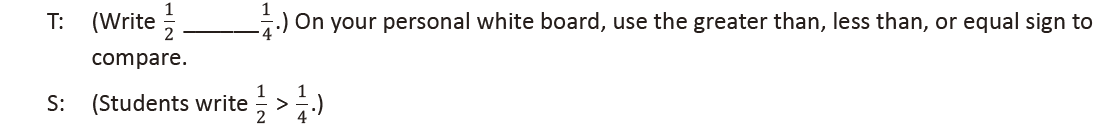 T: (Write 1/2 ______ 1/4.) On your personal white board, use the greater than, less than, or equal sign to
compare.
S: (Students write 1/2 > 1/4.)